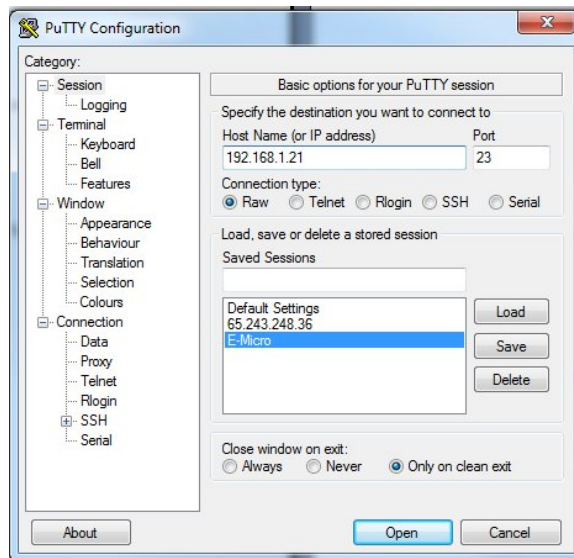 PuTTY Configuration
Category:
Session
Logging
Terminal
Keyboard
Bell
Features
Window
Appearance
Behaviour
Translation
Selection
Colours
Connection
Data
Proxy
Telnet
Rlogin
SSH
Serial
Basic options for your PuTTY session
Specify the destination you want to connect to
Host Name (or IP address) Port
192.168.1.21 23
Connection type:
Raw Telnet Rlogin SSH Serial
Load, save or delete a stored session
Saved Sessions
Default Settings
65.243.248.36
E-Micro
Load
Save
Delete
Close window on exit:
Always Never Only on clean exit
About Open Cancel